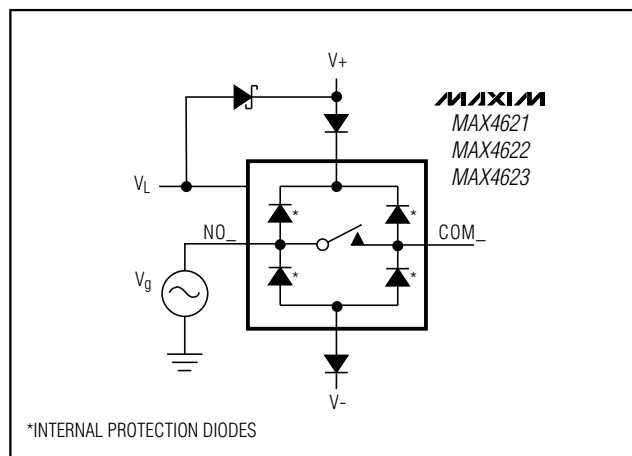 V+
MAXIM
MAX4621
MAX4622
MAX4623
VL
*
*
NO_
COM_
Vg
*
*
V-
*INTERNAL PROTECTION DIODES